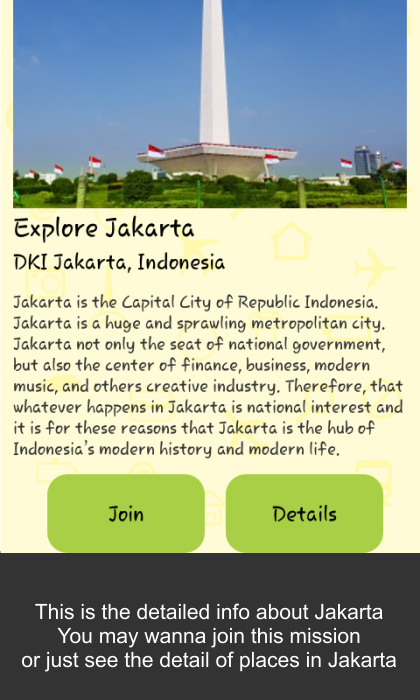 Explore Jakarta
DKI Jakarta, Indonesia
Jakarta is the Capital City of Republic Indonesia.
Jakarta is a huge and sprawling metropolitan city.
Jakarta not only the seat of national government,
but also the center of finance, business, modern
music, and others creative industry. Therefore, that
whatever happens in Jakarta is national interest and
it is for these reasons that Jakarta is the hub of
Indonesia's modern history and modern life.
Join
Details
This is the detailed info about Jakarta
You may wanna join this mission
or just see the detail of places in Jakarta